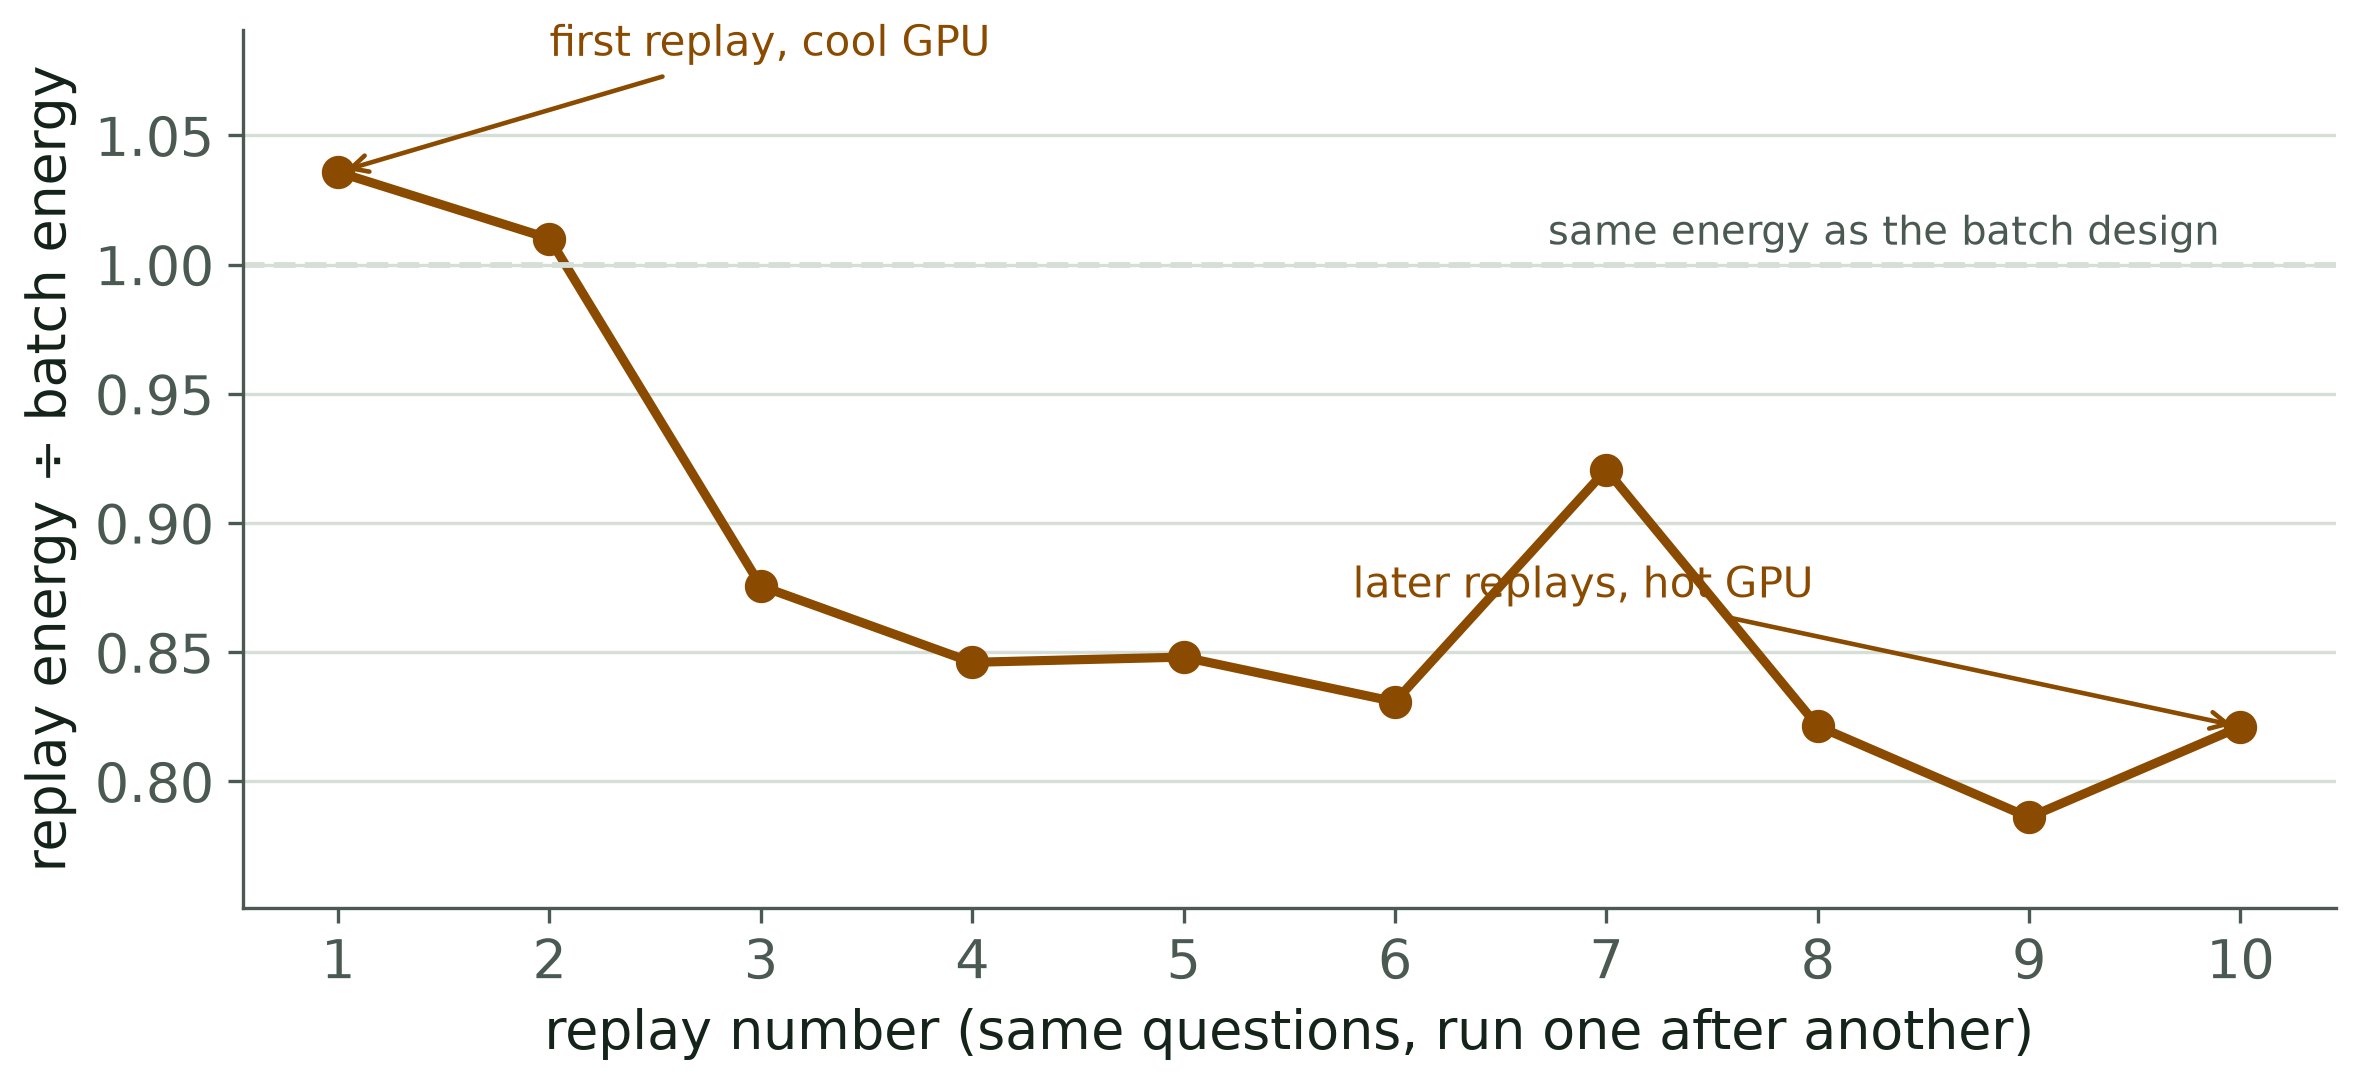 first replay, cool GPU
replay energy ÷ batch energy
1.05
1.00
0.95
0.90
0.85
0.80
same energy as the batch design
later replays, hot GPU
1 2 3 4 5 6 7 8 9 10
replay number (same questions, run one after another)